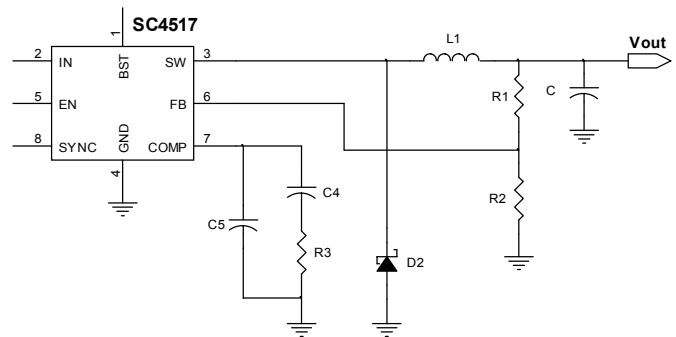 SC4517
1
2 IN BST SW 3
5 EN FB 6
8 SYNC GND COMP 7
4
L1
Vout
R1
C
R2
C4
C5
R3
D2